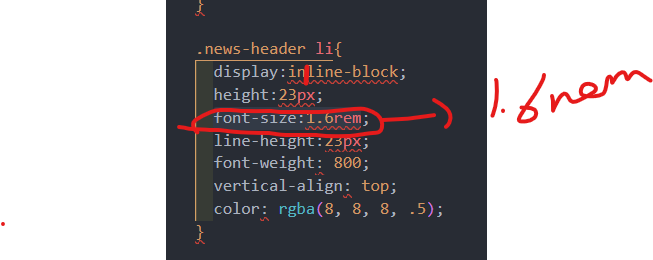 }
.news-header li{
display:inline-block;
height:23px;
font-size:1.6rem;
line-height:23px;
font-weight: 800;
vertical-align: top;
color: rgba(8, 8, 8, .5);
}
1.6rem